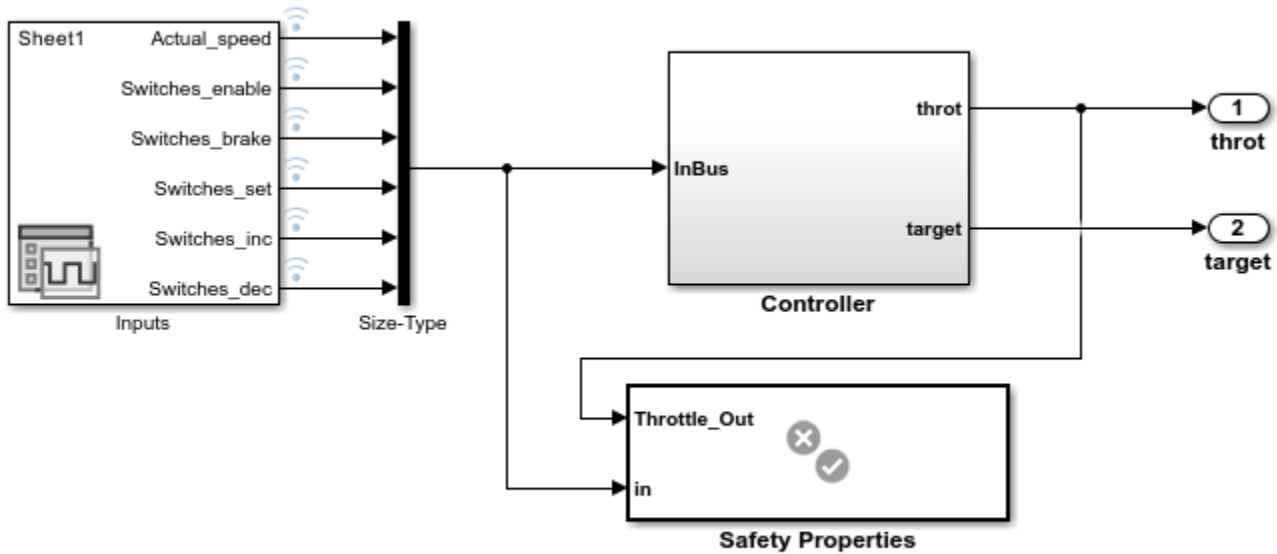 Sheet1
Actual_speed
Switches_enable
Switches_brake
Switches_set
Switches_inc
Switches_dec
Inputs
Size-Type
InBus
throt
target
Controller
1
throt
2
target
Throttle_Out
in
Safety Properties